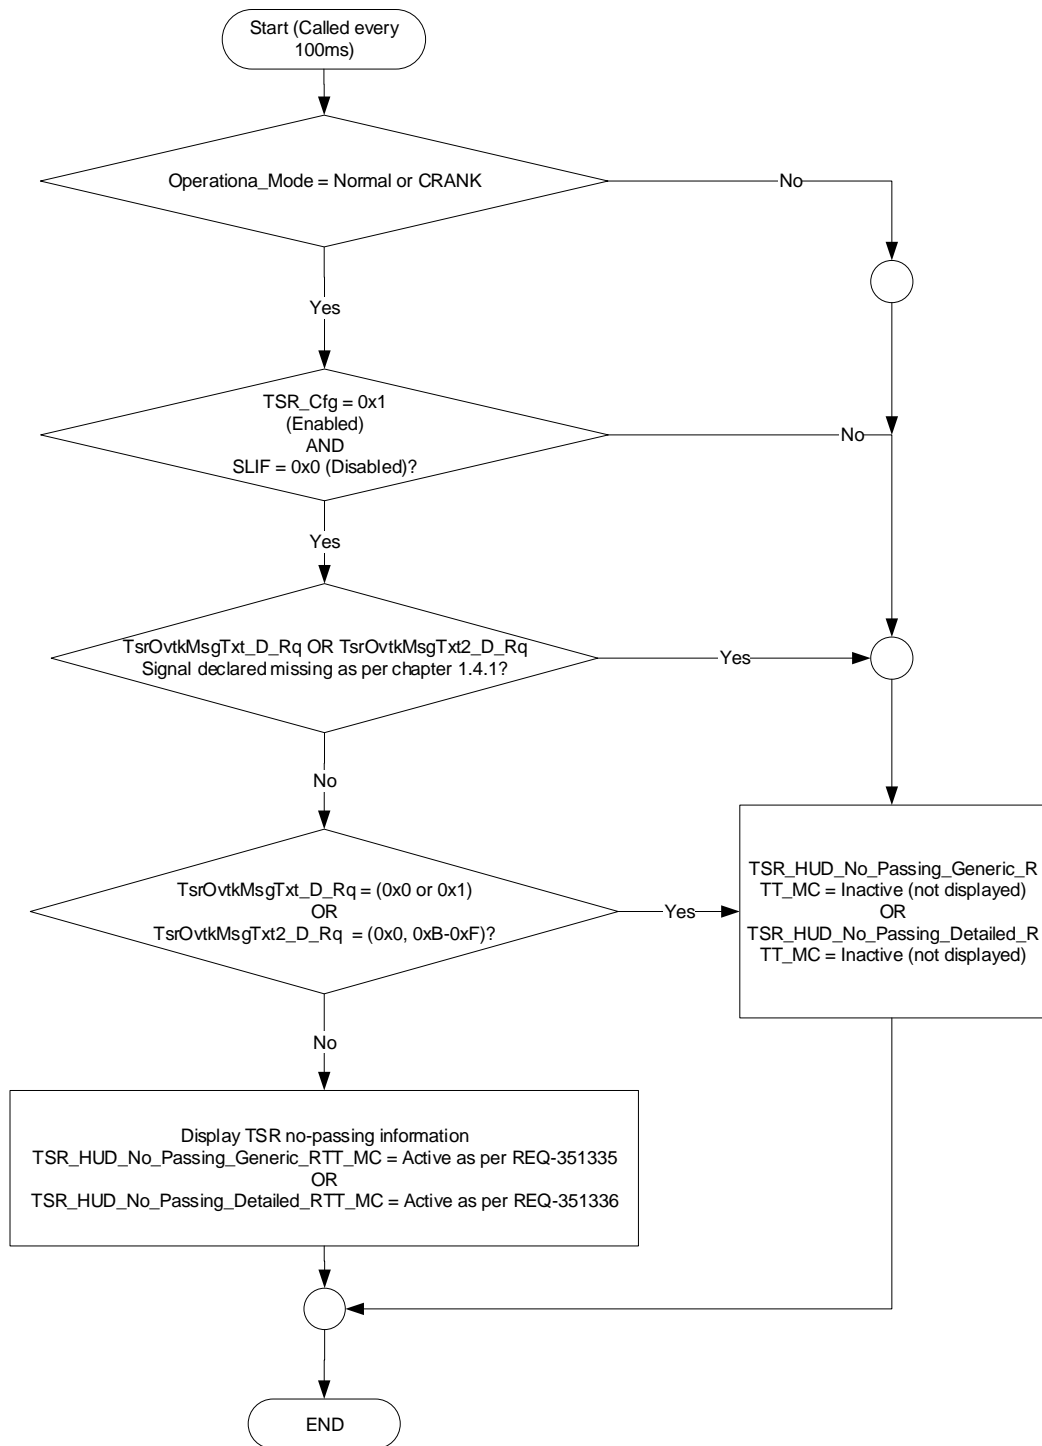 Start (Called every
100ms)
Operationa_Mode = Normal or CRANK
No
Yes
TSR_Cfg = 0x1
(Enabled)
AND
SLIF = 0x0 (Disabled)?
No
Yes
TsrOvtkMsgTxt_D_Rq OR TsrOvtkMsgTxt2_D_Rq
Signal declared missing as per chapter 1.4.1?
Yes
No
TsrOvtkMsgTxt_D_Rq = (0x0 or 0x1)
OR
TsrOvtkMsgTxt2_D_Rq = (0x0, 0xB-0xF)?
Yes
TSR_HUD_No_Passing_Generic_R
TT_MC = Inactive (not displayed)
OR
TSR_HUD_No_Passing_Detailed_R
TT_MC = Inactive (not displayed)
No
Display TSR no-passing information
TSR_HUD_No_Passing_Generic_RTT_MC = Active as per REQ-351335
OR
TSR_HUD_No_Passing_Detailed_RTT_MC = Active as per REQ-351336
END